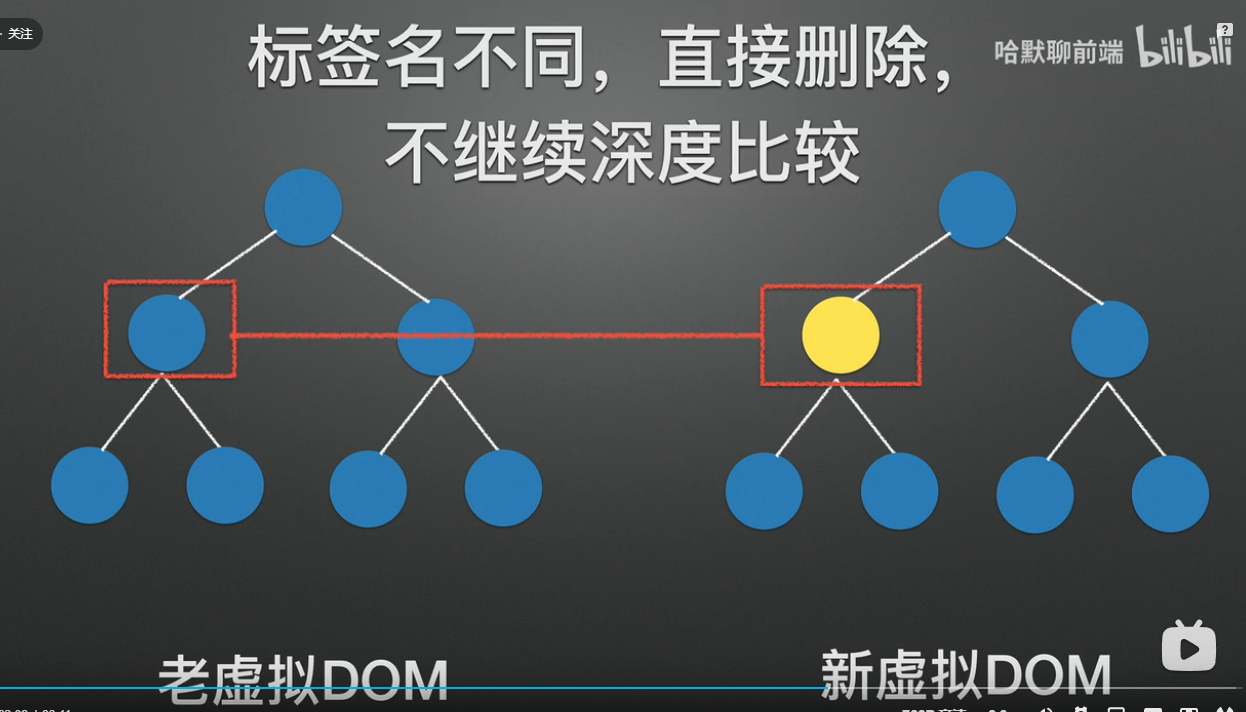 · 关注
标签名不同，直接删除，
哈默聊前端 bilibili
?
不继续深度比较
老虚拟DOM
新虚拟DOM